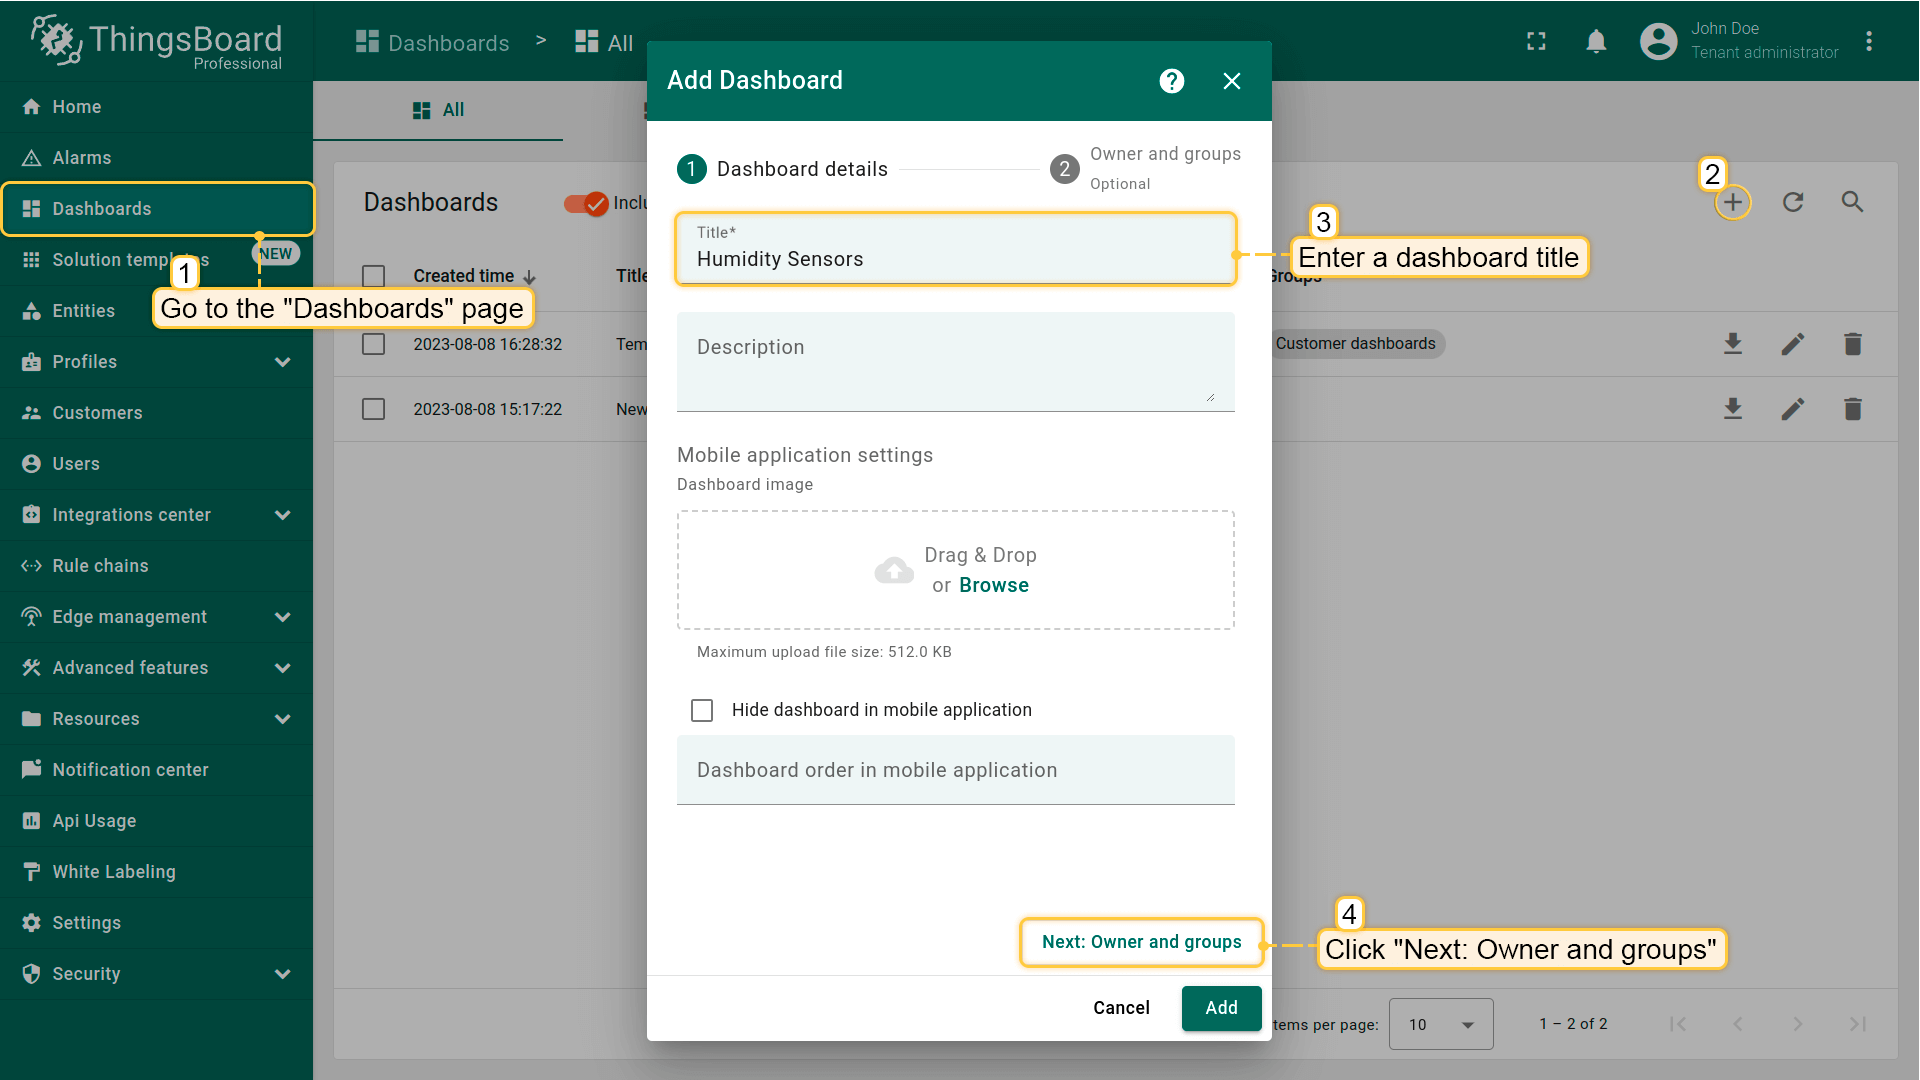 ThingsBoard
Professional
Dashboards > All
John Doe
Tenant administrator
Home
Alarms
Dashboards
Solution templates
NEW
1
Go to the "Dashboards" page
Entities
Profiles
Customers
Users
Integrations center
Rule chains
Edge management
Advanced features
Resources
Notification center
Api Usage
White Labeling
Settings
Security
All
Dashboards
2
Created time
2023-08-08 16:28:32
Customer dashboards
2023-08-08 15:17:22
New
Add Dashboard
?
1 Dashboard details
2 Owner and groups
Optional
Title*
Humidity Sensors
3
Enter a dashboard title
Description
Mobile application settings
Dashboard image
Drag & Drop
or Browse
Maximum upload file size: 512.0 KB
Hide dashboard in mobile application
Dashboard order in mobile application
Next: Owner and groups
4
Click "Next: Owner and groups"
Cancel
Add
items per page:
10
1 – 2 of 2